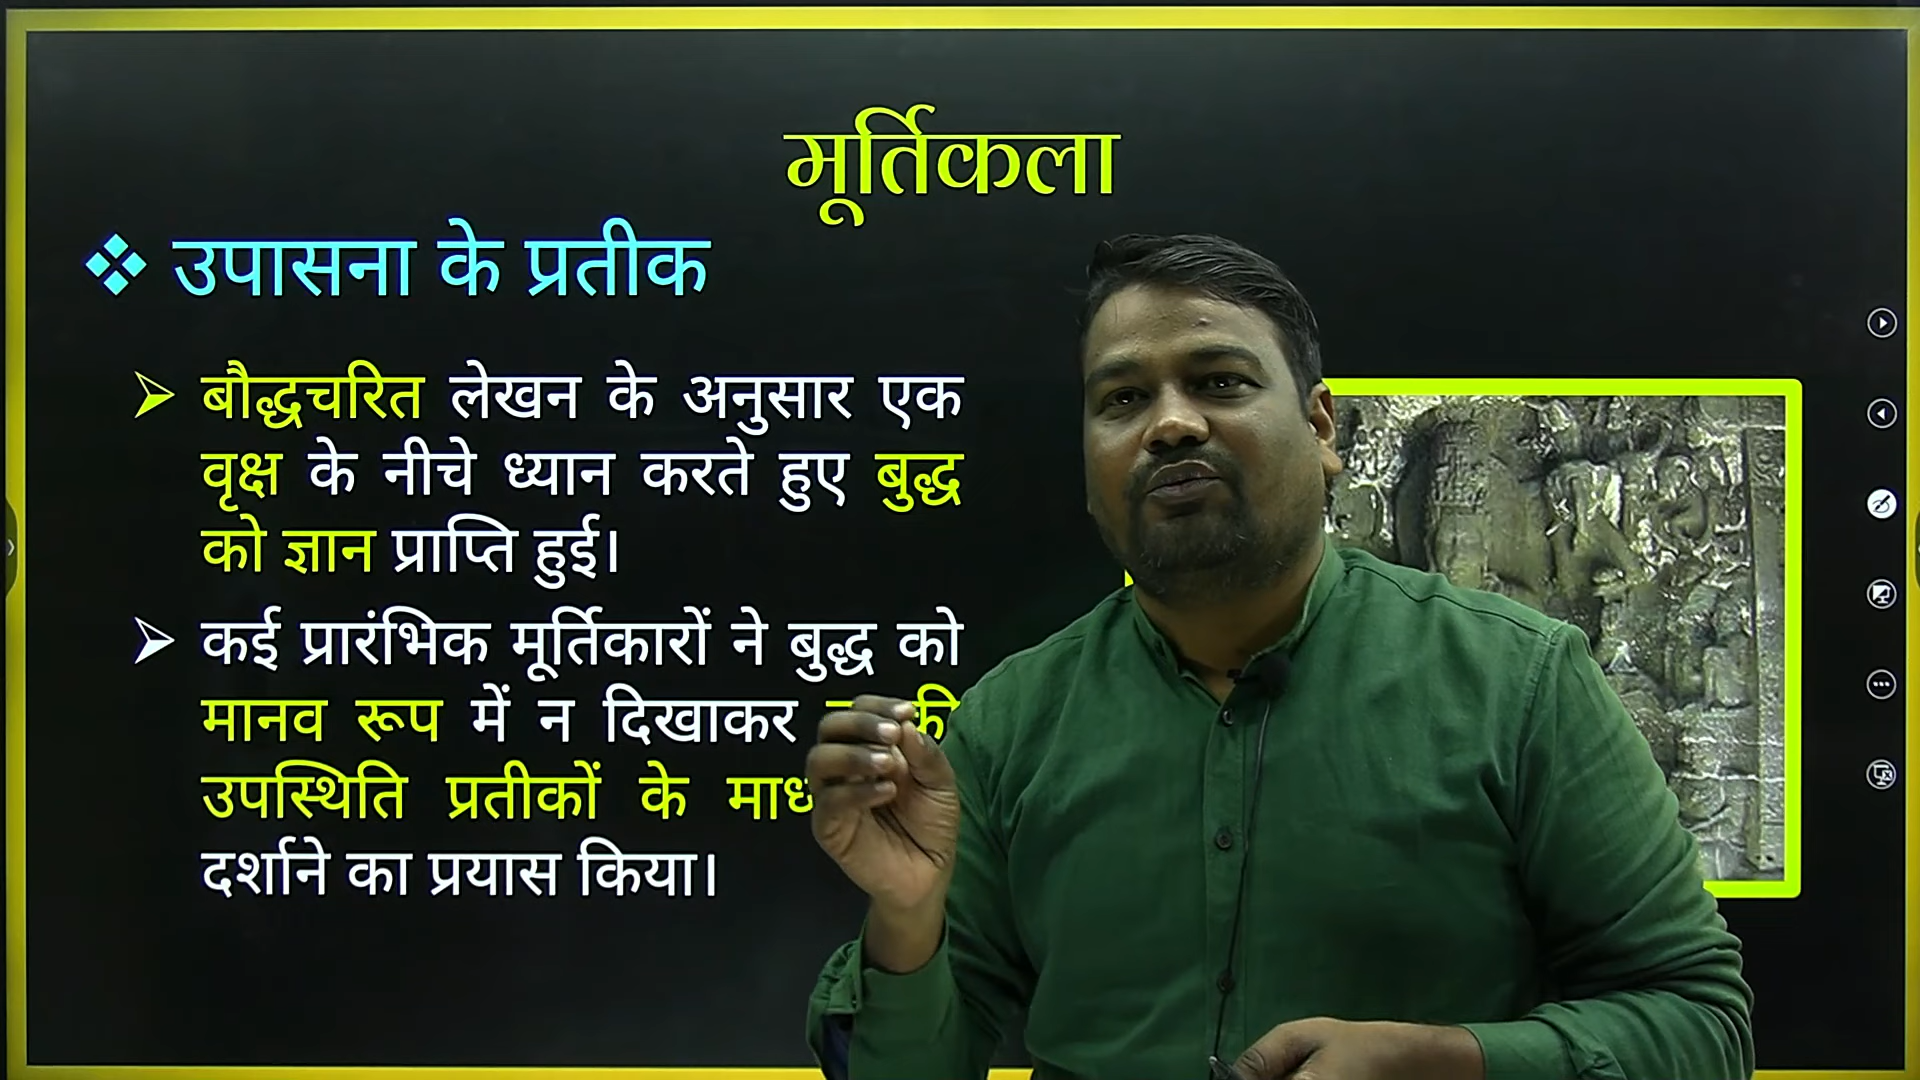 मूर्तिकला
उपासना के प्रतीक
बौद्धचरित लेखन के अनुसार एक
वृक्ष के नीचे ध्यान करते हुए बुद्ध
को ज्ञान प्राप्ति हुई।
कई प्रारंभिक मूर्तिकारों ने बुद्ध को
मानव रूप में न दिखाकर
उपस्थिति प्रतीकों के
दर्शाने का प्रयास किया।